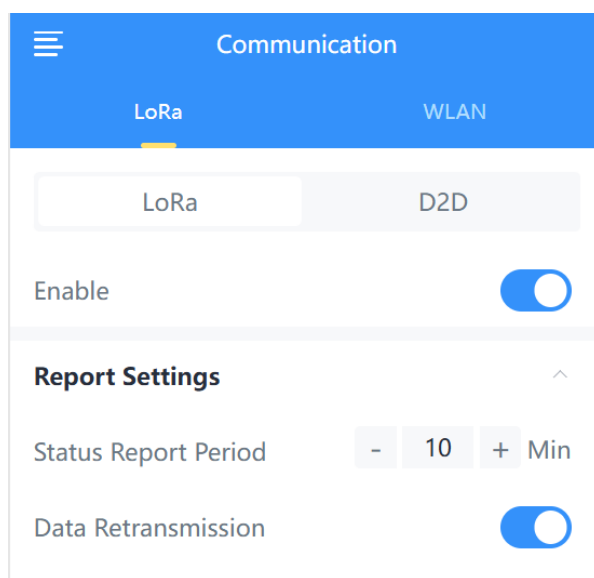 Communication
LoRa WLAN
LoRa D2D
Enable
Report Settings
Status Report Period - 10 + Min
Data Retransmission